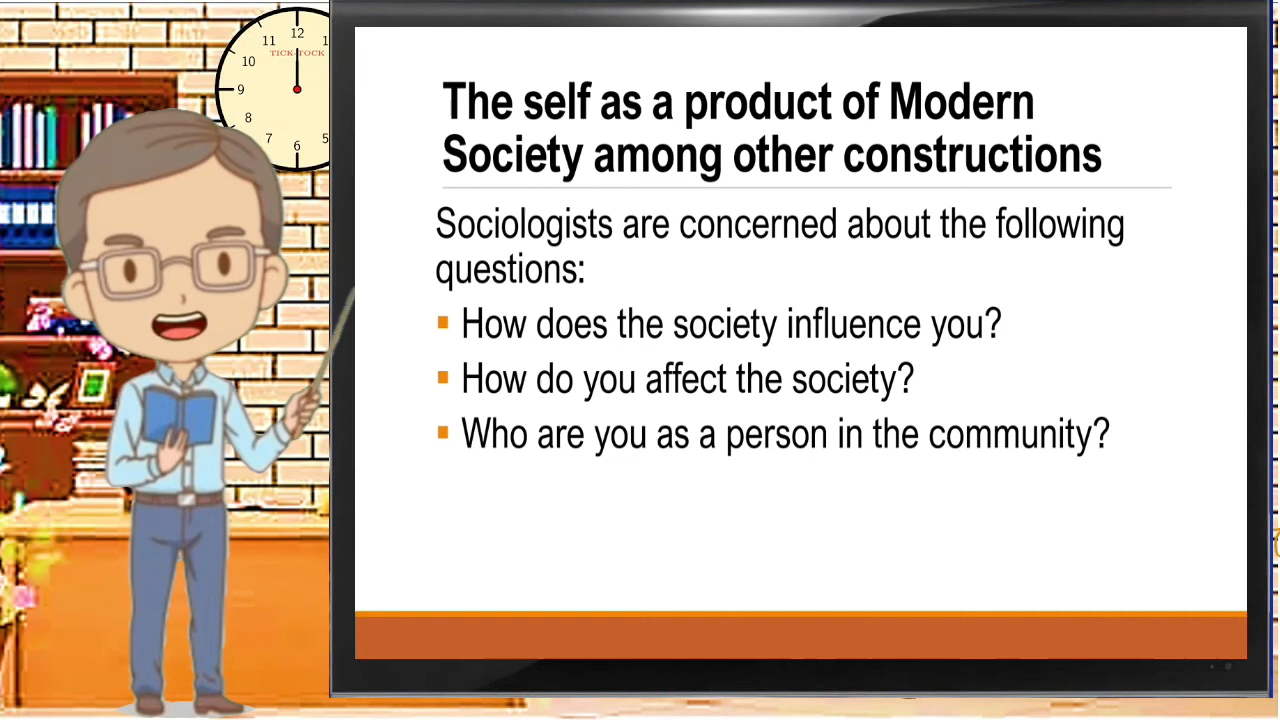 12
11
1
TICK-TOCK
10
9
8
7
5
6
The self as a product of Modern
Society among other constructions
Sociologists are concerned about the following
questions:
▪ How does the society influence you?
▪ How do you affect the society?
▪ Who are you as a person in the community?